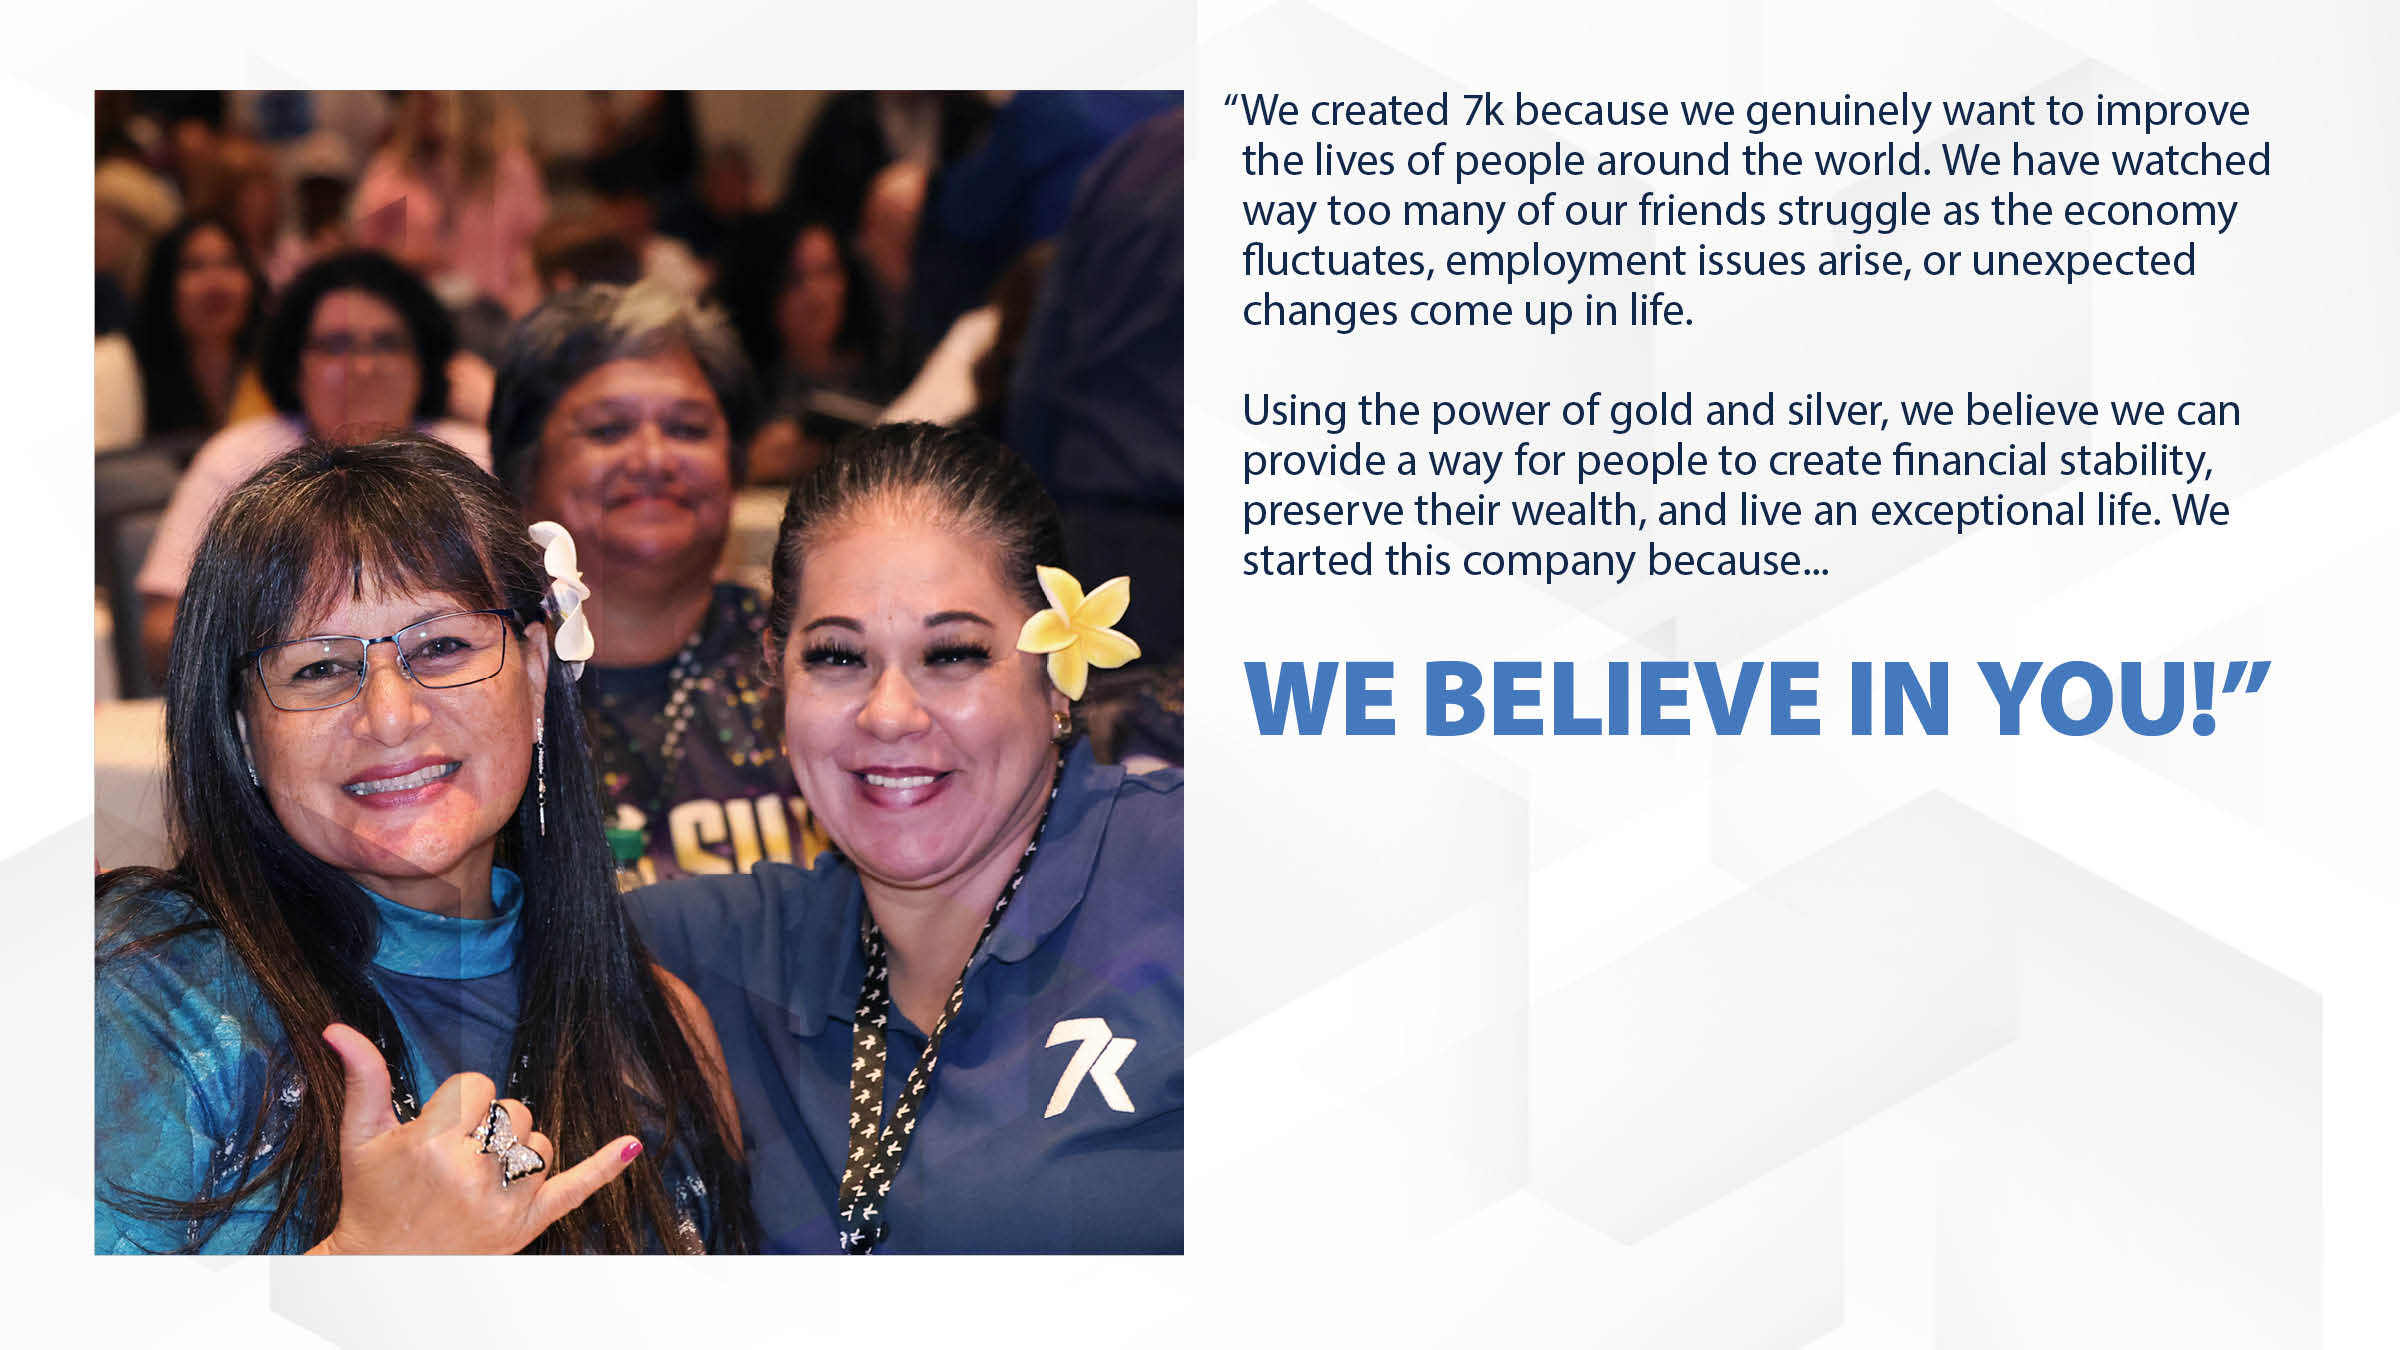 “We created 7k because we genuinely want to improve
the lives of people around the world. We have watched
way too many of our friends struggle as the economy
fluctuates, employment issues arise, or unexpected
changes come up in life.
Using the power of gold and silver, we believe we can
provide a way for people to create financial stability,
preserve their wealth, and live an exceptional life. We
started this company because...
WE BELIEVE IN YOU!”
7k